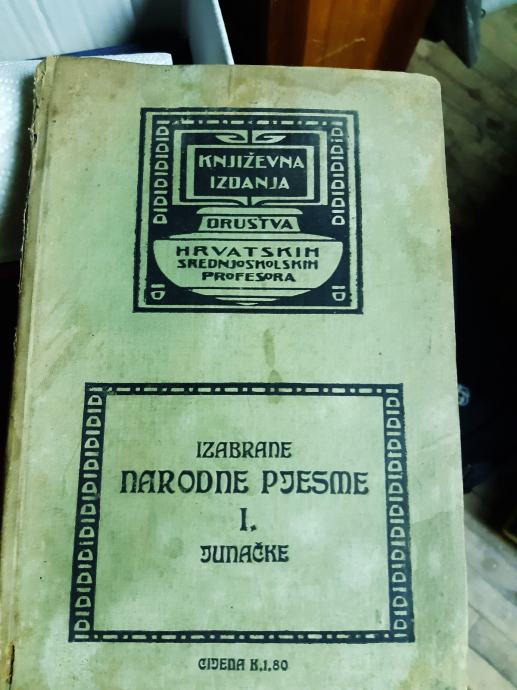 KNJIŽEVNA
IZDANJA
DRUŠTVA
HRVATSKIH
SREDNJOŠKOLSKIH
PROFESORA
IZABRANE
NARODNE PJESME
I.
JUNAČKE
CIJENA K.1.80